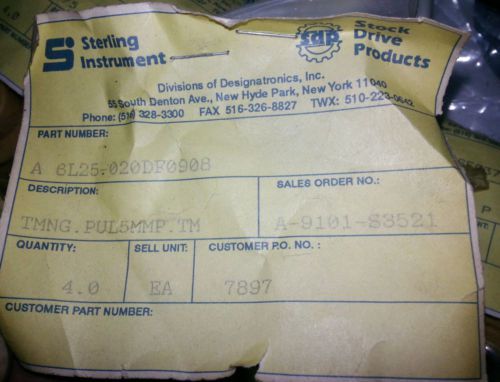 Sterling
Instrument
sdp
Stock
Drive
Products
Divisions of Designatronics, Inc.
55 South Denton Ave., New Hyde Park, New York 11040
Phone: (516) 328-3300 FAX 516-326-8827 TWX: 510-223-0642
PART NUMBER:
A 6L25-020DF0908
DESCRIPTION:
SALES ORDER NO.:
TMNG.PUL5MMP.TM
A-9101-S3521
QUANTITY:
SELL UNIT:
CUSTOMER P.O. NO.:
4.0
EA
7897
CUSTOMER PART NUMBER: